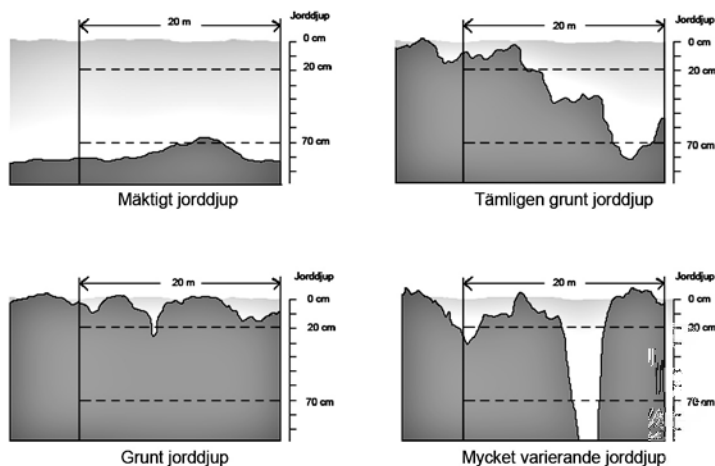 Jorddjup
20 m
0 cm
20 cm
70 cm
Mäktigt jorddjup
Jorddjup
20 m
0 cm
20 cm
70 cm
Tämligen grunt jorddjup
Jorddjup
20 m
0 cm
20 cm
70 cm
Grunt jorddjup
Jorddjup
20 m
0 cm
20 cm
70 cm
Mycket varierande jorddjup